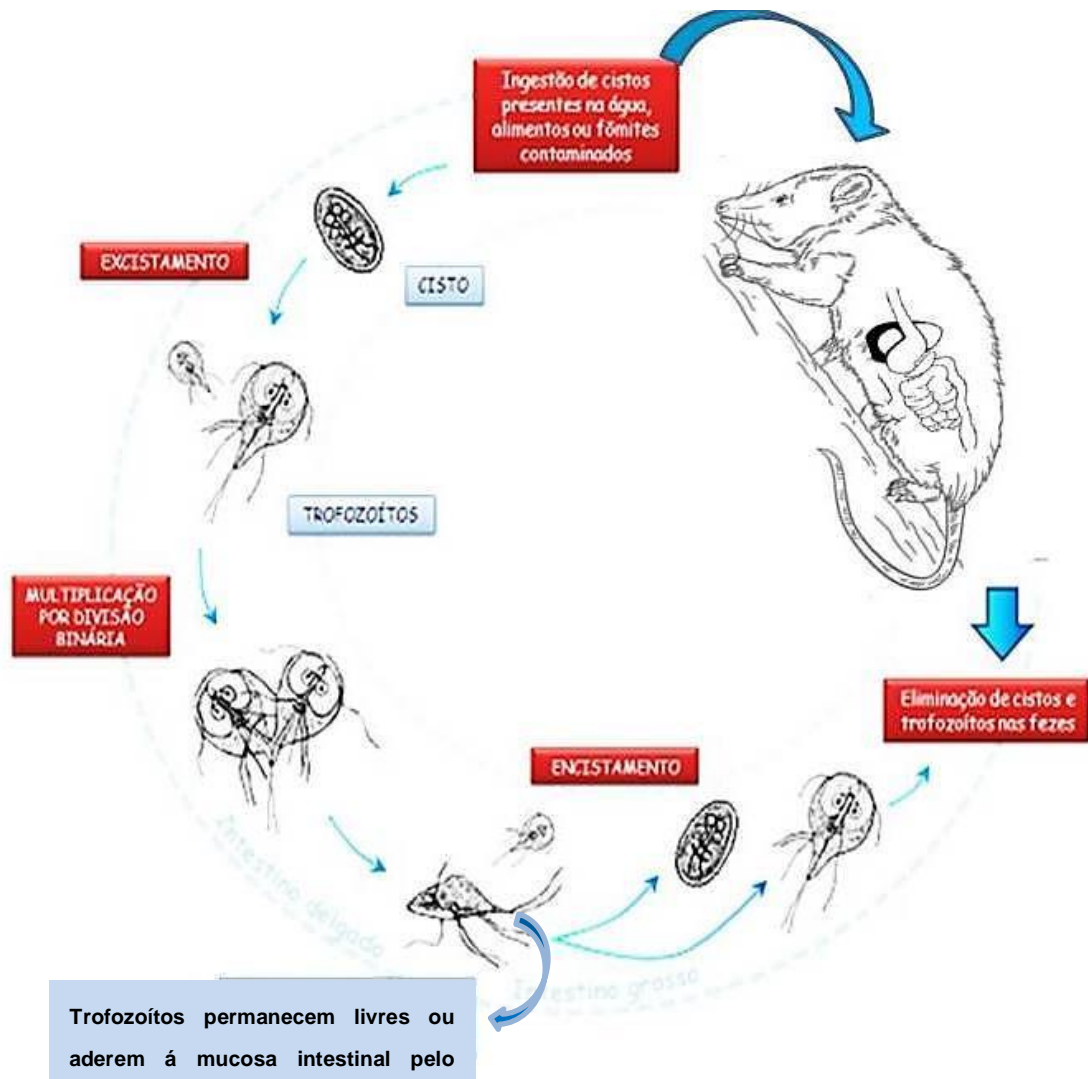 Ingestão de cistos
presentes na água,
alimentos ou fômites
contaminados
EXCISTAMENTO
CISTO
TROFOZOÍTOS
MULTIPLICAÇÃO
POR DIVISÃO
BINÁRIA
Eliminação de cistos e
trofozoítos nas fezes
ENCISTAMENTO
Intestino delgado
Intestino grosso
Trofozoítos permanecem livres ou
aderem á mucosa intestinal pelo